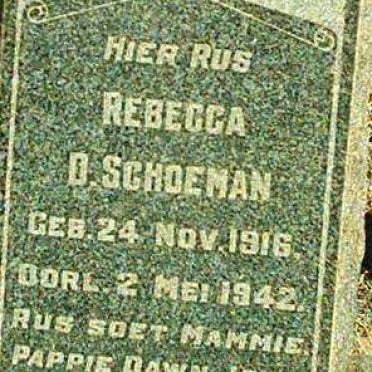 HIER RUS
REBECCA
D. SCHOEMAN
GEB. 24 NOV. 1916.
OORL. 2 MEI 1942.
RUS SOET MAMMIE.
PAPPIE DAWN